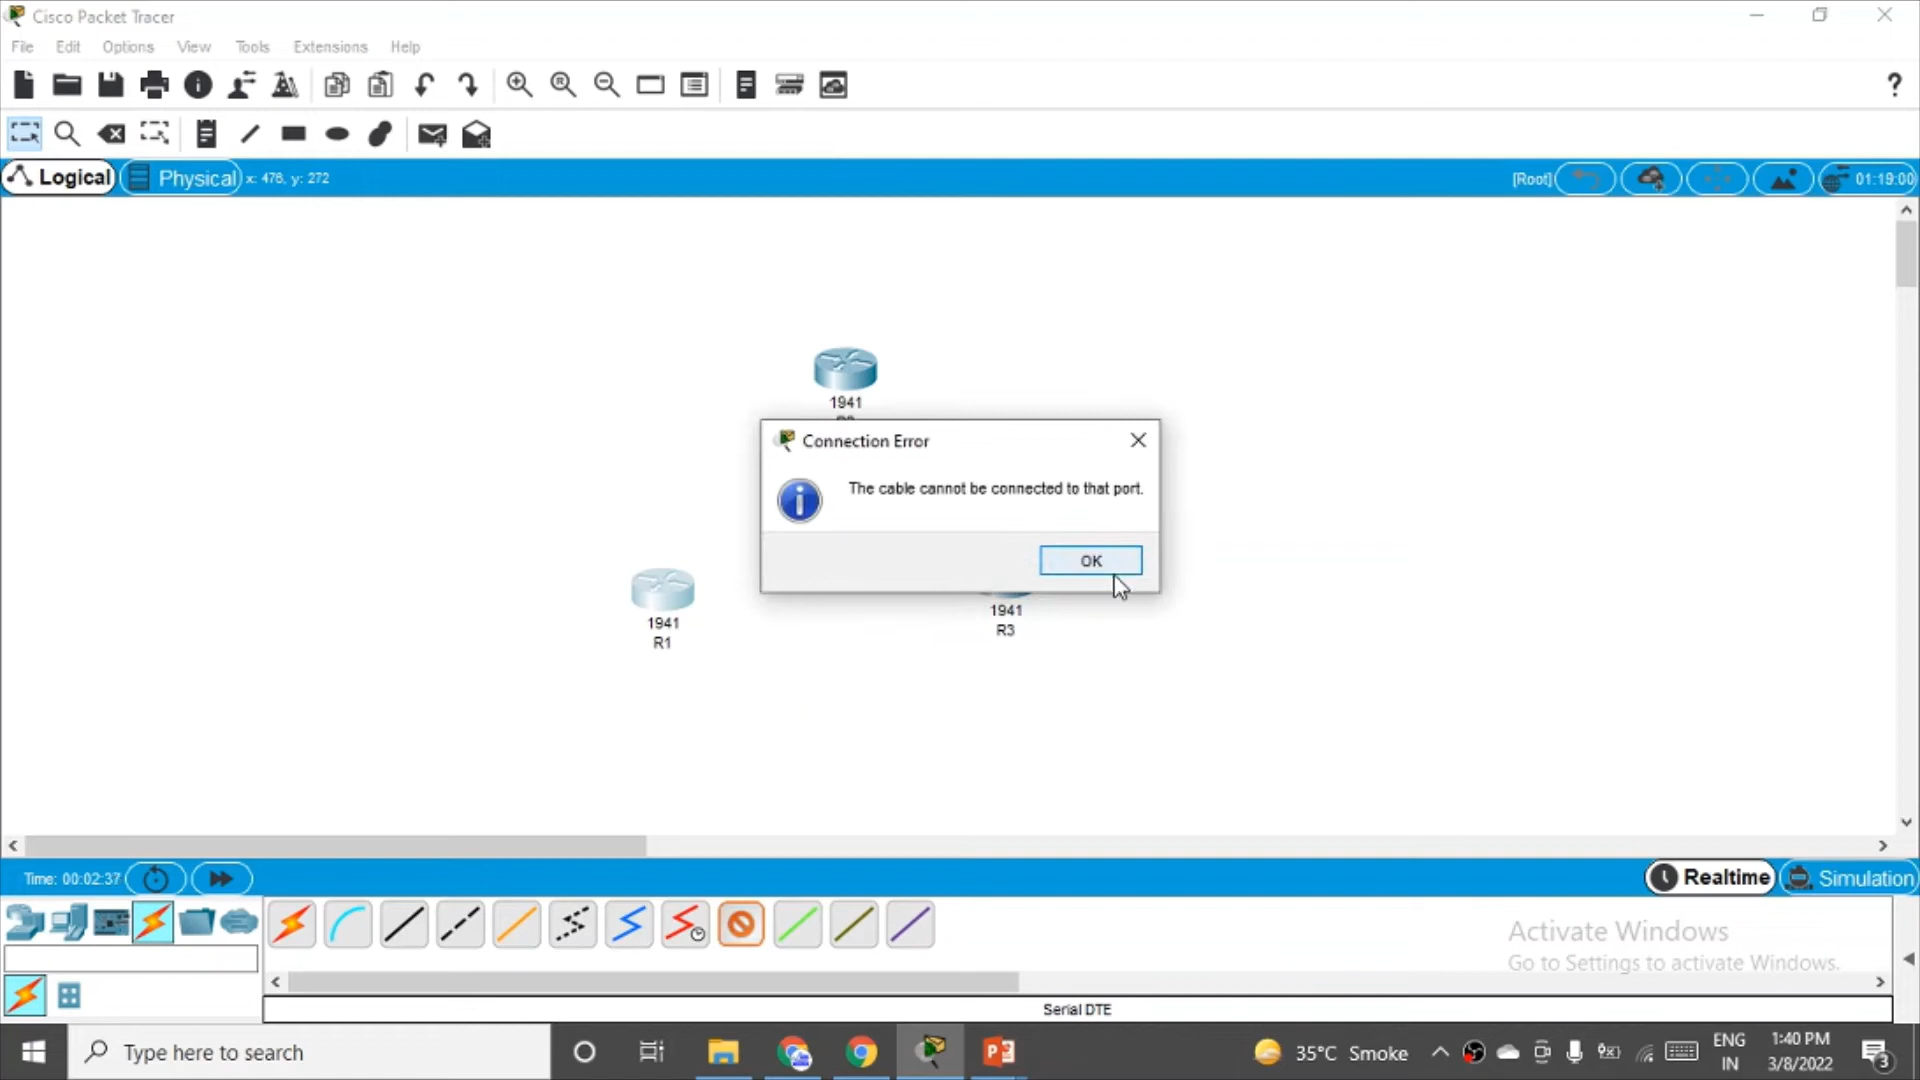 Cisco Packet Tracer
File Edit Options View Tools Extensions Help
?
Logical Physical x: 478, y: 272 [Root] 01:19:00
1941
Connection Error
The cable cannot be connected to that port.
OK
1941
R1
1941
R3
Time: 00:02:37 Realtime Simulation
Activate Windows
Go to Settings to activate Windows.
Serial DTE
Type here to search
35°C Smoke
ENG
IN
1:40 PM
3/8/2022
3